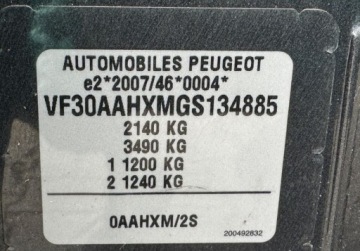 AUTOMOBILES PEUGEOT
e2*2007/46*0004*
VF30AAHXMGS134885
2140 KG
3490 KG
1 1200 KG
2 1240 KG
0AAHXM/2S
200492832